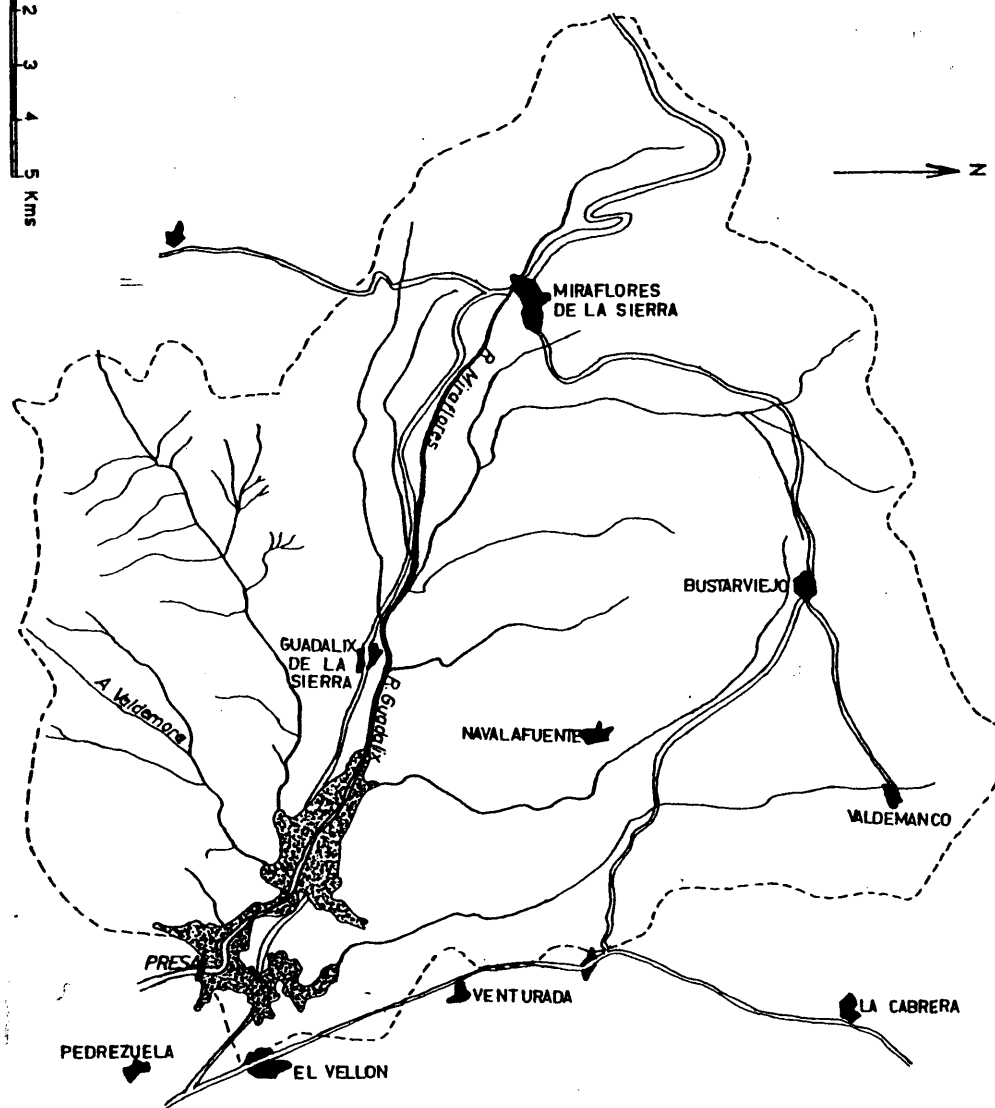 2
3
4
5 Kms
N
MIRAFLORES
DE LA SIERRA
R. Miraflores
BUSTARVIEJO
GUADALIX
DE LA
SIERRA
R. Guadalix
A Valdemora
NAVALAFUENTE
VALDEMANCO
PRESA
VENTURADA
LA CABRERA
PEDREZUELA
EL VELLON